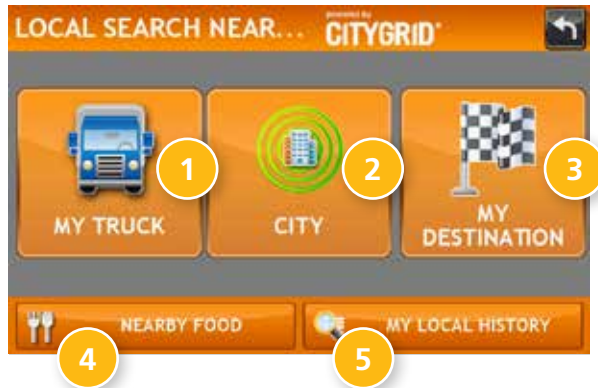 powered by
LOCAL SEARCH NEAR... CITYGRID
1
2
3
MY TRUCK
CITY
MY
DESTINATION
NEARBY FOOD
MY LOCAL HISTORY
4
5